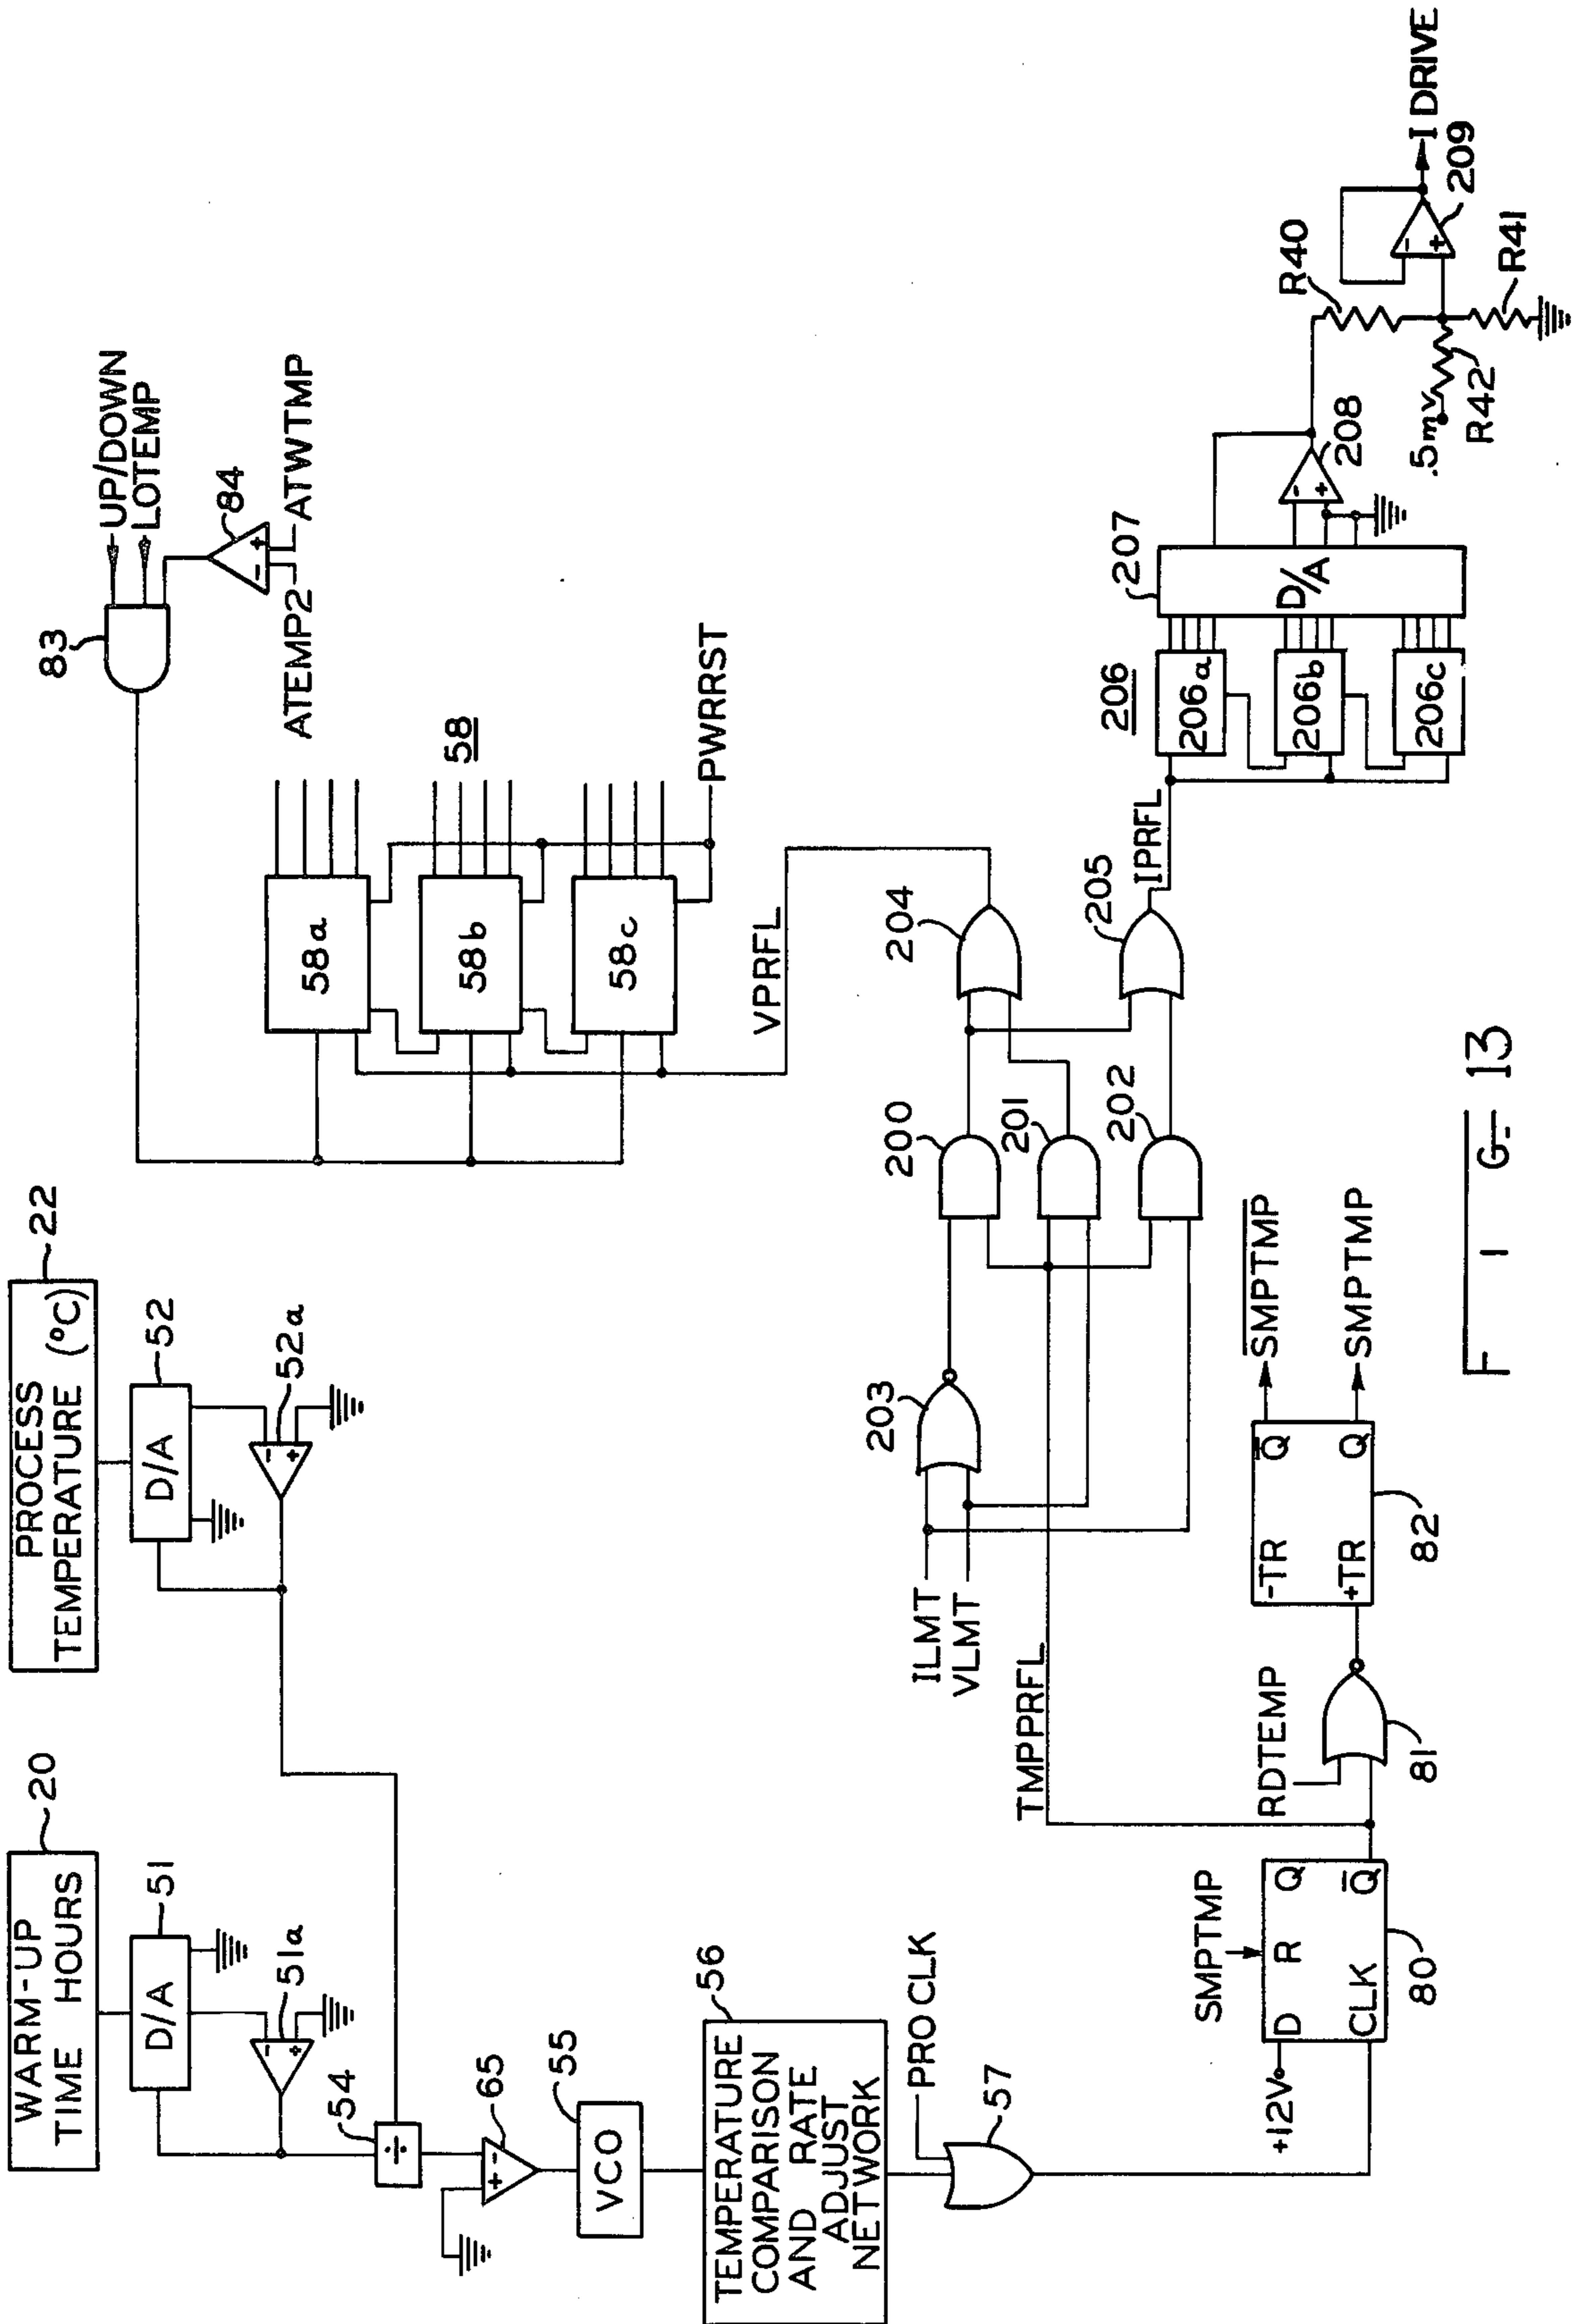 WARM-UP
TIME HOURS
20
PROCESS
TEMPERATURE (°C)
22
D/A
51
51a
- +
D/A
52
52a
- +
÷
54
65
+ -
VCO
55
TEMPERATURE
COMPARISON
AND RATE
ADJUST
NETWORK
56
PRO CLK
57
SMPTMP
+12V
D R Q
CLK Q̅
80
RDTEMP
81
TMPPRFL
-TR Q̅
+TR Q
82
S̅M̅P̅T̅M̅P̅
SMPTMP
ILMT
VLMT
203
200
201
202
204
205
VPRFL
IPRFL
83
UP/DOWN
LOTEMP
84
- +
ATEMP2
ATWTMP
58a
58b
58c
58
PWRRST
206
206a
206b
206c
207
D/A
- +
208
R40
.5mv
R42
R41
- +
209
I DRIVE
FIG-13